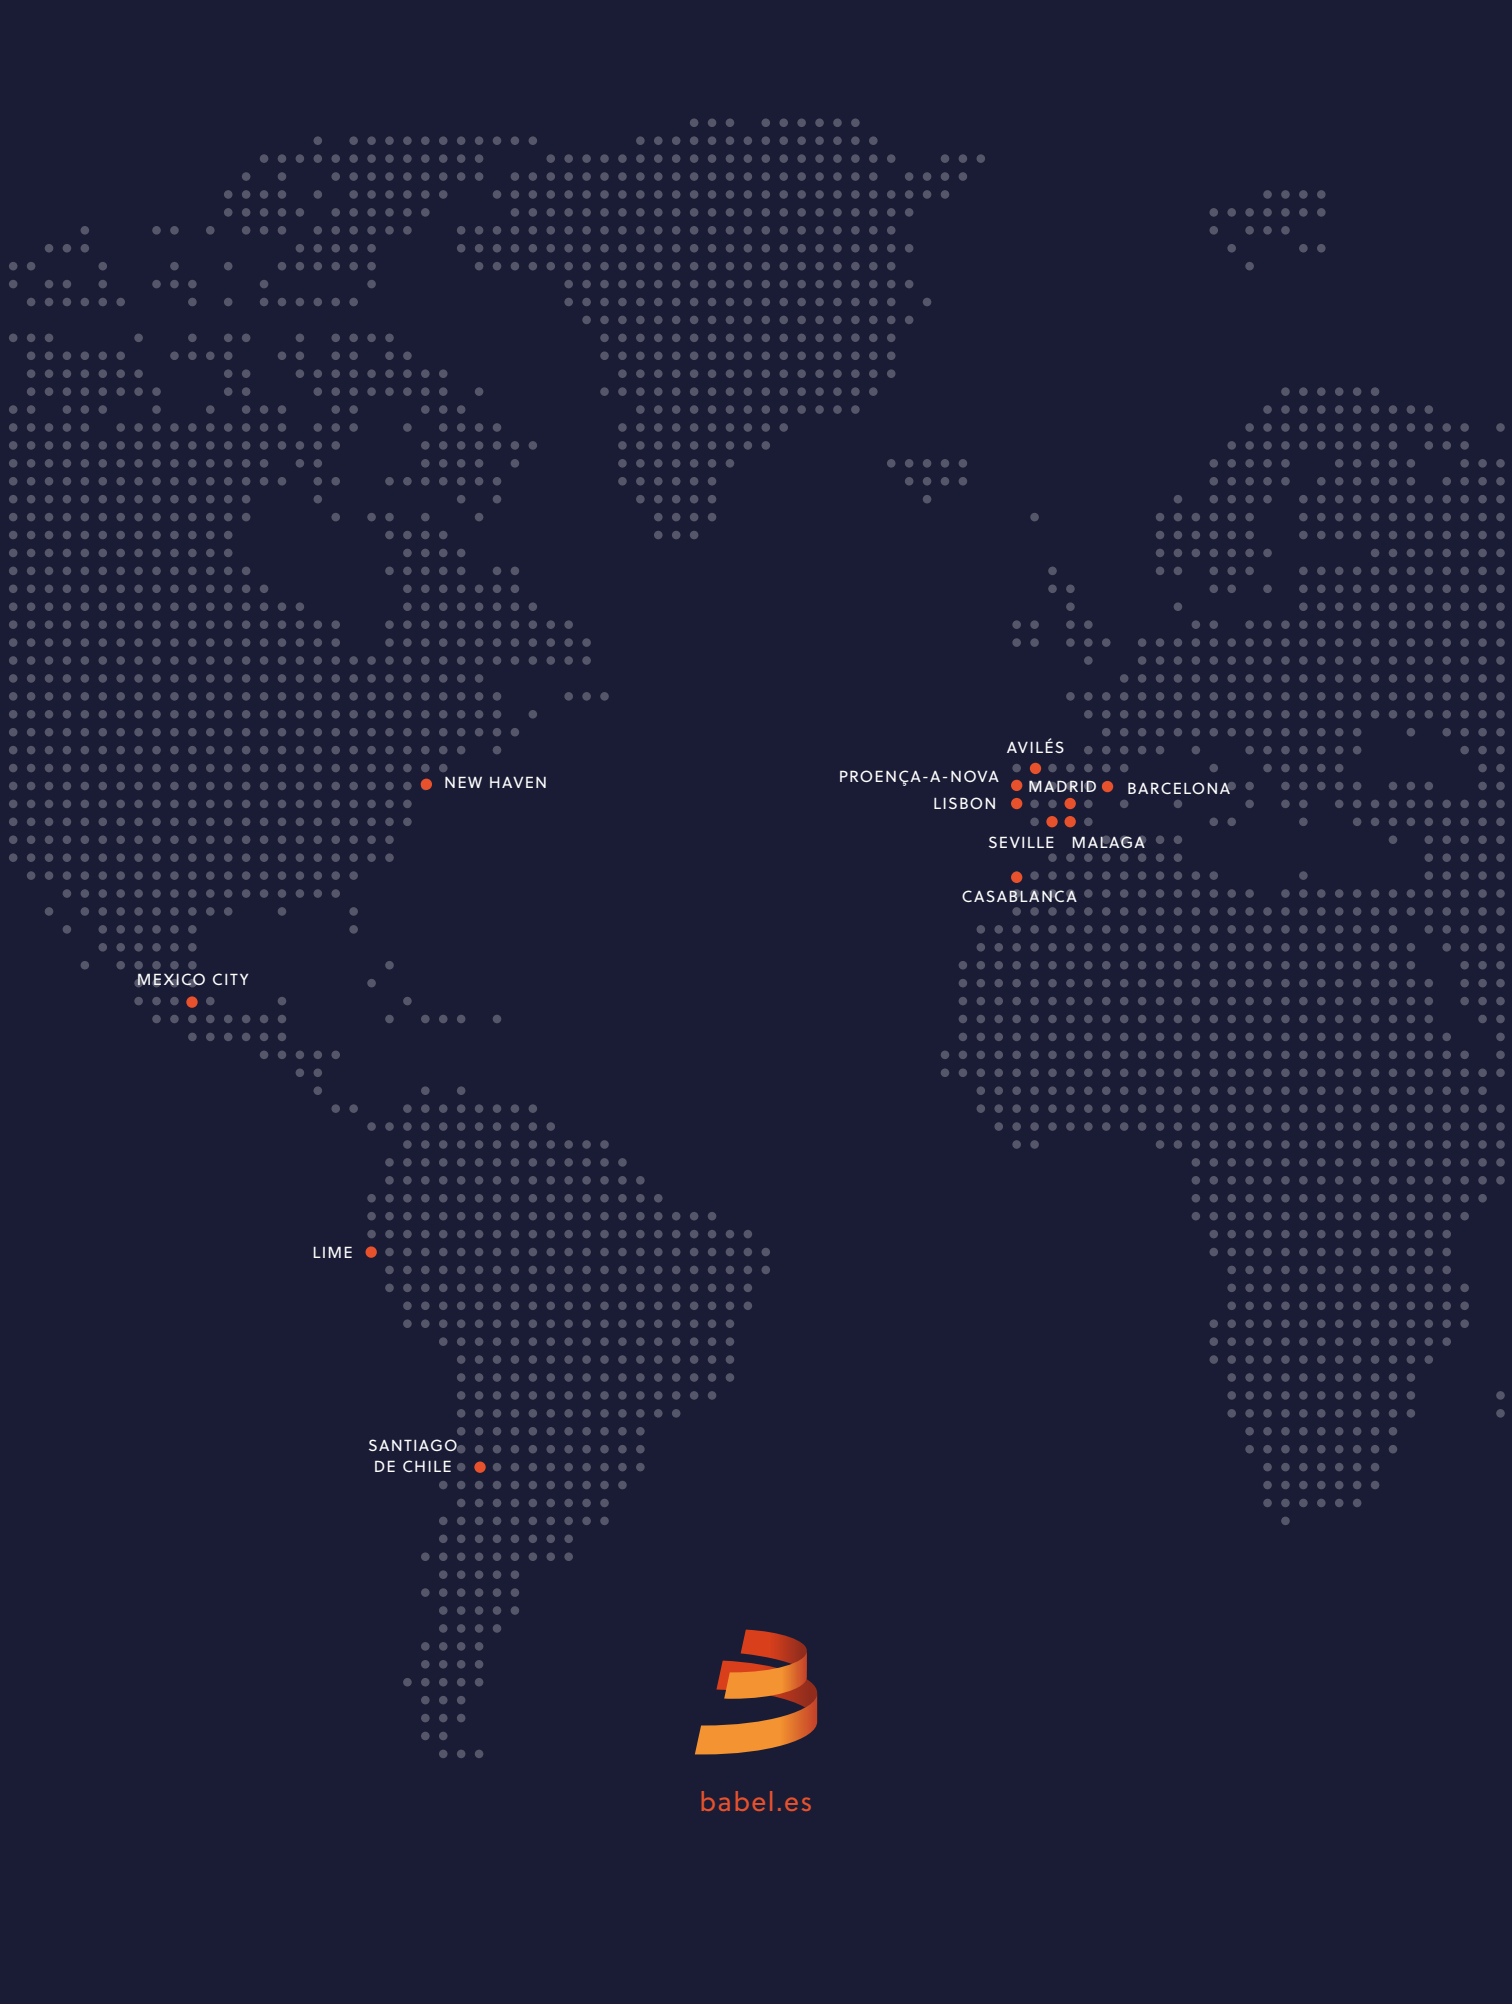 AVILÉS
PROENÇA-A-NOVA
MADRID
BARCELONA
NEW HAVEN
LISBON
SEVILLE
MALAGA
CASABLANCA
MEXICO CITY
LIME
SANTIAGO
DE CHILE
babel.es